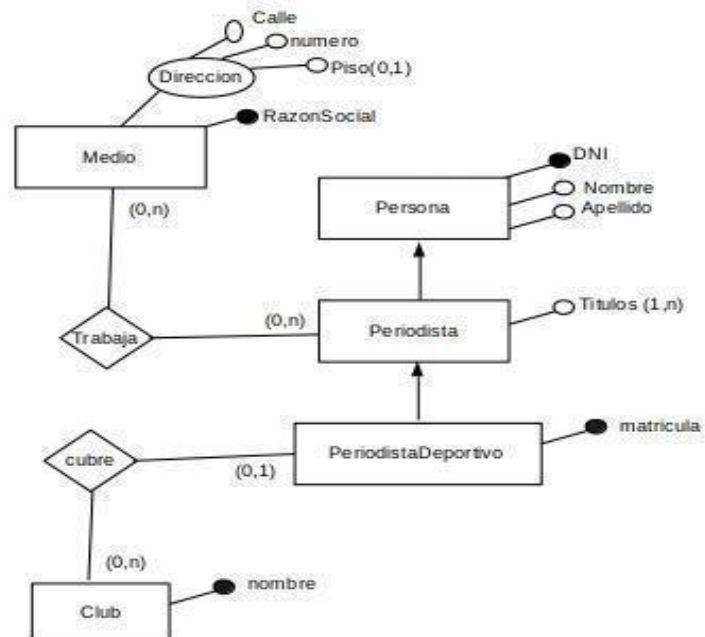 Calle
numero
Direccion
Piso(0,1)
RazonSocial
Medio
(0,n)
DNI
Nombre
Persona
Apellido
Titulos (1,n)
(0,n)
Periodista
Trabaja
matricula
PeriodistaDeportivo
cubre
(0,1)
(0,n)
nombre
Club